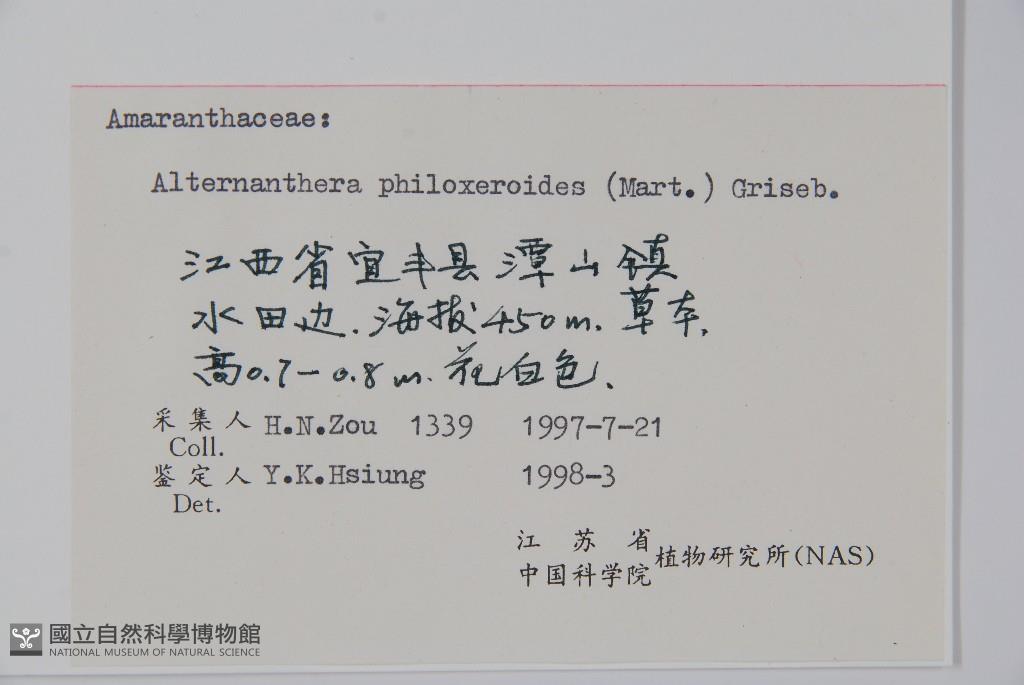 Amaranthaceae:
Alternanthera philoxeroides (Mart.) Griseb.
江西省宜丰县潭山镇
水田边.海拔450m.草本,
高0.7-0.8m.花白色.
采集人 H.N.Zou 1339 1997-7-21
Coll.
鉴定人 Y.K.Hsiung 1998-3
Det.
江苏省
中国科学院 植物研究所(NAS)
國立自然科學博物館
NATIONAL MUSEUM OF NATURAL SCIENCE